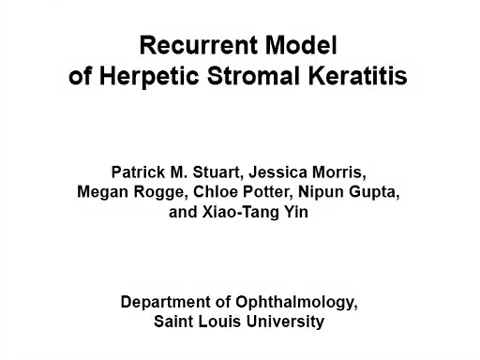 Recurrent Model
of Herpetic Stromal Keratitis
Patrick M. Stuart, Jessica Morris,
Megan Rogge, Chloe Potter, Nipun Gupta,
and Xiao-Tang Yin
Department of Ophthalmology,
Saint Louis University